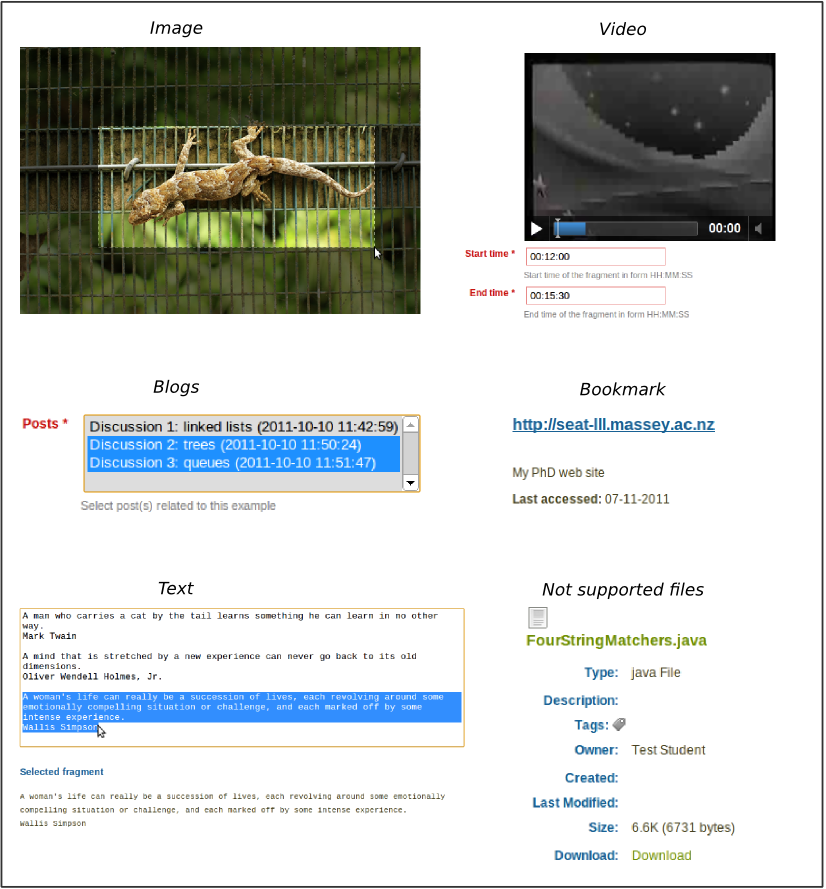 Image
Video
00:00
Start time *
00:12:00
Start time of the fragment in form HH:MM:SS
End time *
00:15:30
End time of the fragment in form HH:MM:SS
Blogs
Posts *
Discussion 1: linked lists (2011-10-10 11:42:59)
Discussion 2: trees (2011-10-10 11:50:24)
Discussion 3: queues (2011-10-10 11:51:47)
Select post(s) related to this example
Bookmark
http://seat-III.massey.ac.nz
My PhD web site
Last accessed: 07-11-2011
Text
A man who carries a cat by the tail learns something he can learn in no other
way.
Mark Twain
A mind that is stretched by a new experience can never go back to its old
dimensions.
Oliver Wendell Holmes, Jr.
A woman's life can really be a succession of lives, each revolving around some
emotionally compelling situation or challenge, and each marked off by some
intense experience.
Wallis Simpson
Selected fragment
A woman's life can really be a succession of lives, each revolving around some emotionally
compelling situation or challenge, and each marked off by some intense experience.
Wallis Simpson
Not supported files
FourStringMatchers.java
Type: java File
Description:
Tags:
Owner: Test Student
Created:
Last Modified:
Size: 6.6K (6731 bytes)
Download: Download